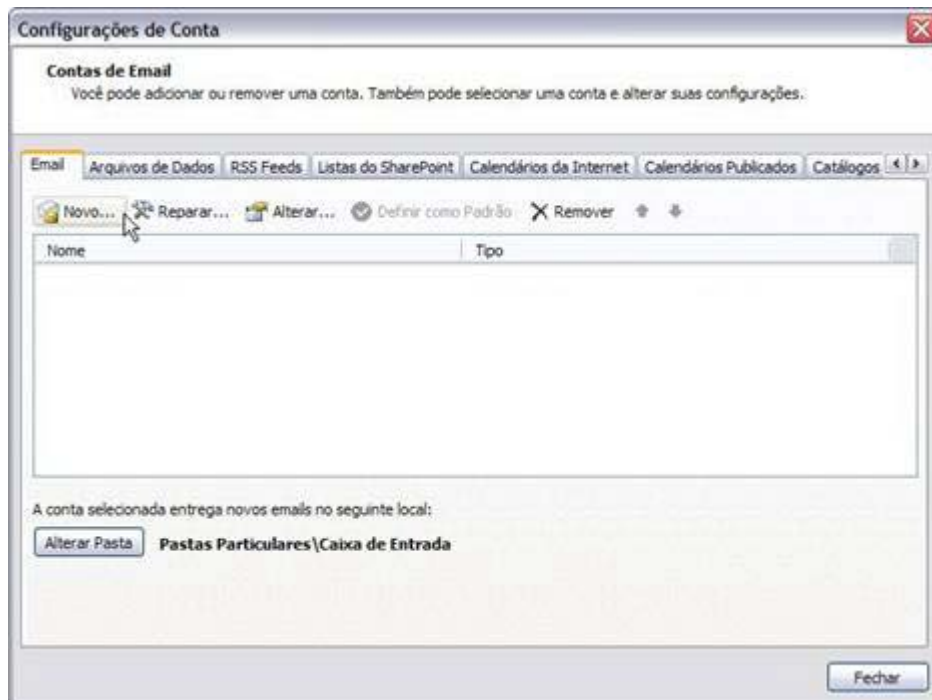 Configurações de Conta
Contas de Email
Você pode adicionar ou remover uma conta. Também pode selecionar uma conta e alterar suas configurações.
Email Arquivos de Dados RSS Feeds Listas do SharePoint Calendários da Internet Calendários Publicados Catálogos
Novo... Reparar... Alterar... Definir como Padrão Remover
Nome Tipo
A conta selecionada entrega novos emails no seguinte local:
Alterar Pasta Pastas Particulares\Caixa de Entrada
Fechar